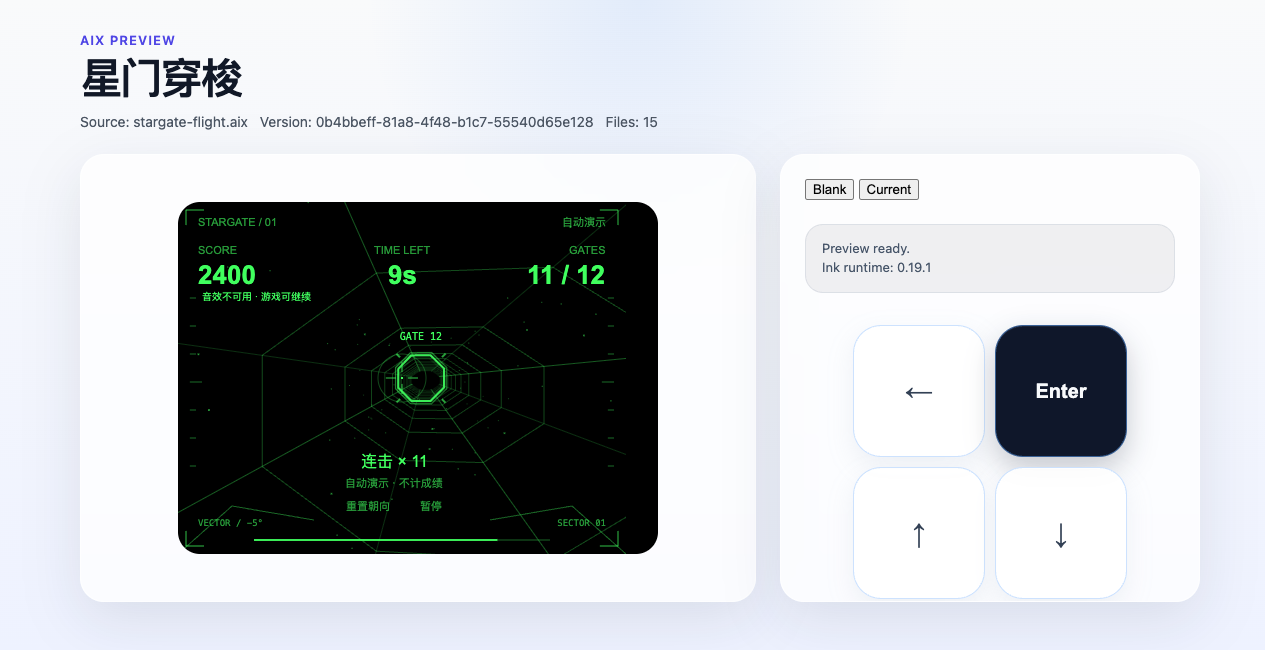 AIX PREVIEW
星门穿梭
Source: stargate-flight.aix Version: 0b4bbeff-81a8-4f48-b1c7-55540d65e128 Files: 15
STARGATE / 01
自动演示
SCORE
TIME LEFT
GATES
2400
9s
11 / 12
音效不可用 · 游戏可继续
GATE 12
连击 × 11
自动演示 · 不计成绩
重置朝向
暂停
VECTOR / −5°
SECTOR 01
Blank
Current
Preview ready.
Ink runtime: 0.19.1
←
Enter
↑
↓